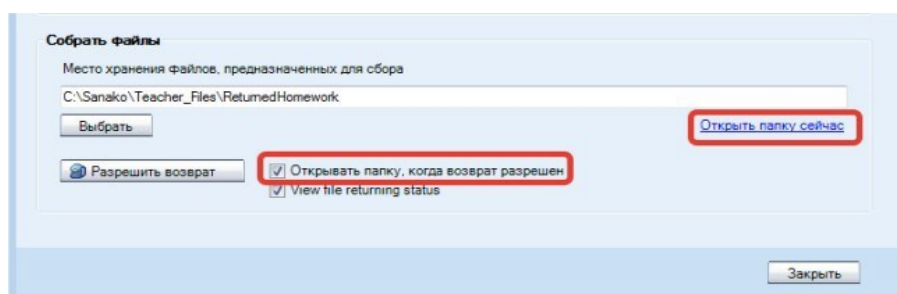 Собрать файлы
Место хранения файлов, предназначенных для сбора
C:\Sanako\Teacher_Files\ReturnedHomework
Выбрать
Открыть папку сейчас
Разрешить возврат
Открывать папку, когда возврат разрешен
View file returning status
Закрыть